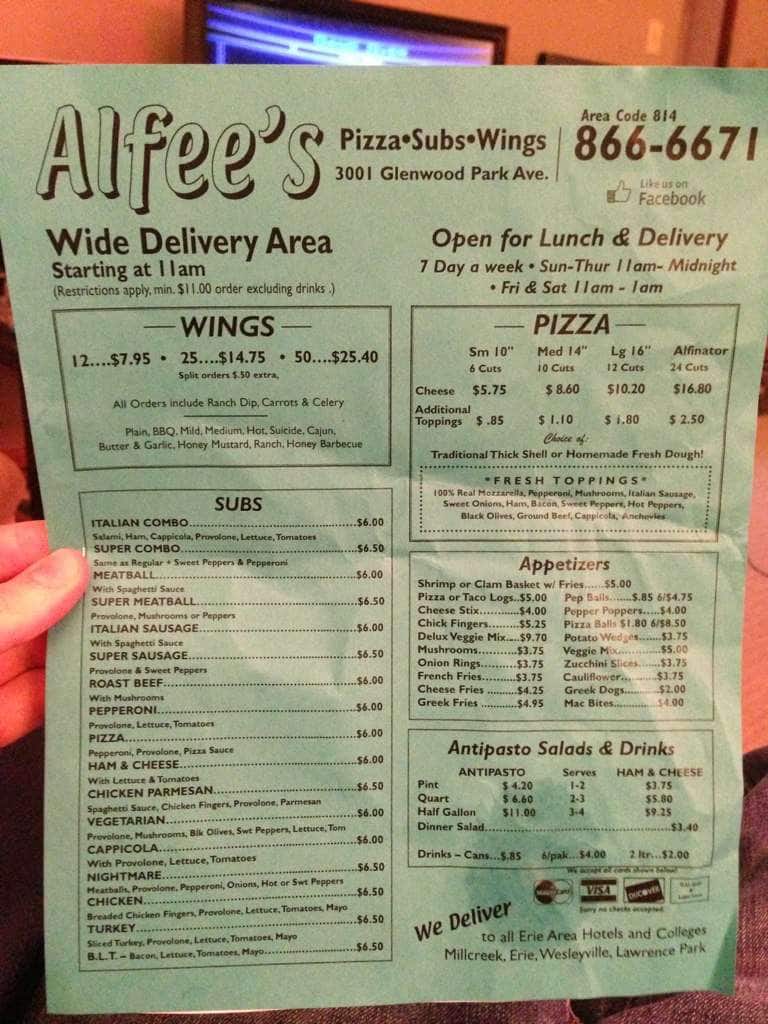 Alfee's
Pizza•Subs•Wings
3001 Glenwood Park Ave.
Area Code 814
866-6671
Like us on
Facebook
Wide Delivery Area
Starting at 11am
(Restrictions apply, min. $11.00 order excluding drinks .)
Open for Lunch & Delivery
7 Day a week • Sun-Thur 11am- Midnight
• Fri & Sat 11am - 1am
WINGS
12....$7.95 • 25....$14.75 • 50....$25.40
Split orders $.50 extra,
All Orders include Ranch Dip, Carrots & Celery
Plain, BBQ, Mild, Medium, Hot, Suicide, Cajun,
Butter & Garlic, Honey Mustard, Ranch, Honey Barbecue
PIZZA
Sm 10" Med 14" Lg 16" Alfinator
6 Cuts 10 Cuts 12 Cuts 24 Cuts
Cheese $5.75 $8.60 $10.20 $16.80
Additional
Toppings $.85 $1.10 $1.80 $2.50
Choice of:
Traditional Thick Shell or Homemade Fresh Dough!
*FRESH TOPPINGS*
100% Real Mozzarella, Pepperoni, Mushrooms, Italian Sausage,
Sweet Onions, Ham, Bacon, Sweet Peppers, Hot Peppers,
Black Olives, Ground Beef, Cappicola, Anchovies
SUBS
ITALIAN COMBO...$6.00
Salami, Ham, Cappicola, Provolone, Lettuce, Tomatoes
SUPER COMBO...$6.50
Same as Regular + Sweet Peppers & Pepperoni
MEATBALL...$6.00
With Spaghetti Sauce
SUPER MEATBALL...$6.50
Provolone, Mushrooms or Peppers
ITALIAN SAUSAGE...$6.00
With Spaghetti Sauce
SUPER SAUSAGE...$6.50
Provolone & Sweet Peppers
ROAST BEEF...$6.00
With Mushrooms
PEPPERONI...$6.00
Provolone, Lettuce, Tomatoes
PIZZA...$6.00
Pepperoni, Provolone, Pizza Sauce
HAM & CHEESE...$6.00
With Lettuce & Tomatoes
CHICKEN PARMESAN...$6.50
Spaghetti Sauce, Chicken Fingers, Provolone, Parmesan
VEGETARIAN...$6.00
Provolone, Mushrooms, Blk Olives, Swt Peppers, Lettuce, Tom
CAPPICOLA...$6.00
With Provolone, Lettuce, Tomatoes
NIGHTMARE...$6.50
Meatballs, Provolone, Pepperoni, Onions, Hot or Swt Peppers
CHICKEN...$6.50
Breaded Chicken Fingers, Provolone, Lettuce, Tomatoes, Mayo
TURKEY...$6.50
Sliced Turkey, Provolone, Lettuce, Tomatoes, Mayo
B.L.T. – Bacon, Lettuce, Tomatoes, Mayo...$6.50
Appetizers
Shrimp or Clam Basket w/ Fries......$5.00
Pizza or Taco Logs..$5.00 Pep Balls.......$.85 6/$4.75
Cheese Stix...$4.00 Pepper Poppers....$4.00
Chick Fingers...$5.25 Pizza Balls $1.80 6/$8.50
Delux Veggie Mix....$9.70 Potato Wedges...$3.75
Mushrooms...$3.75 Veggie Mix...$5.00
Onion Rings...$3.75 Zucchini Slices......$3.75
French Fries...$3.75 Cauliflower...$3.75
Cheese Fries ...$4.25 Greek Dogs...$2.00
Greek Fries ...$4.95 Mac Bites...$4.00
Antipasto Salads & Drinks
ANTIPASTO Serves HAM & CHEESE
Pint $ 4.20 1-2 $3.75
Quart $ 6.60 2-3 $5.80
Half Gallon $11.00 3-4 $9.25
Dinner Salad...$3.40
Drinks – Cans...$.85 6/pak....$4.00 2 ltr...$2.00
We accept all cards shown below!
MasterCard
VISA
DISCOVER
Sorry no checks accepted.
We Deliver
to all Erie Area Hotels and Colleges
Millcreek, Erie, Wesleyville, Lawrence Park